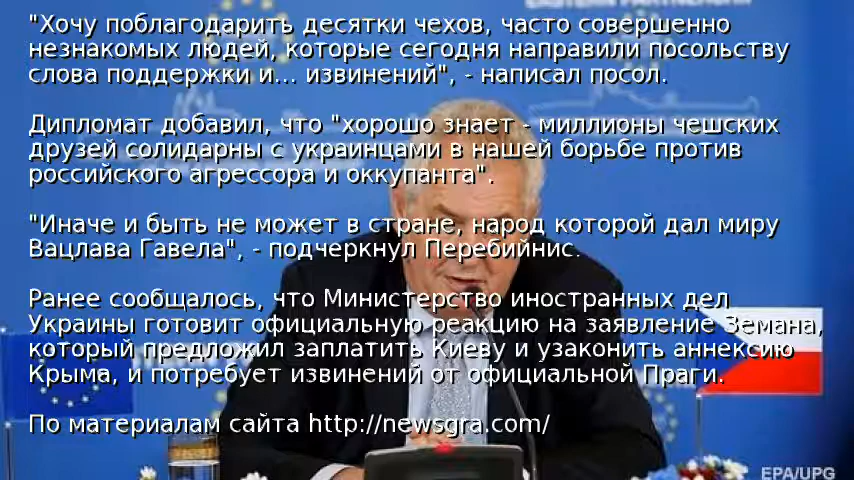 EASTERN PARTNERSHIP
"Хочу поблагодарить десятки чехов, часто совершенно
незнакомых людей, которые сегодня направили посольству
слова поддержки и... извинений", - написал посол.
Дипломат добавил, что "хорошо знает - миллионы чешских
друзей солидарны с украинцами в нашей борьбе против
российского агрессора и оккупанта".
"Иначе и быть не может в стране, народ которой дал миру
Вацлава Гавела", - подчеркнул Перебийнис.
Ранее сообщалось, что Министерство иностранных дел
Украины готовит официальную реакцию на заявление Земана,
который предложил заплатить Киеву и узаконить аннексию
Крыма, и потребует извинений от официальной Праги.
По материалам сайта http://newsgra.com/
EPA/UPG